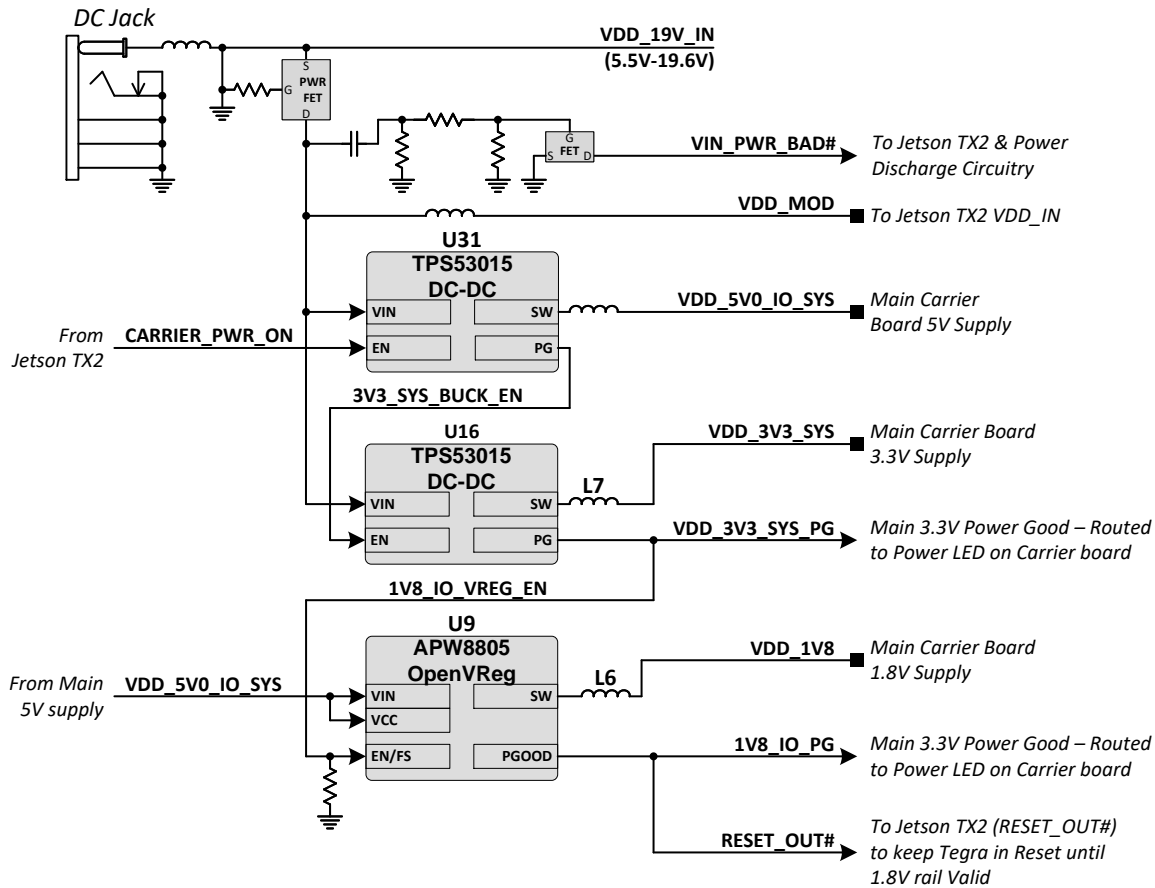 DC Jack
VDD_19V_IN
(5.5V-19.6V)
S
PWR
G
FET
D
G
S FET D
VIN_PWR_BAD#
To Jetson TX2 & Power
Discharge Circuitry
VDD_MOD
To Jetson TX2 VDD_IN
U31
TPS53015
DC-DC
VIN
SW
VDD_5V0_IO_SYS
Main Carrier
Board 5V Supply
From
Jetson TX2
CARRIER_PWR_ON
EN
PG
3V3_SYS_BUCK_EN
U16
TPS53015
DC-DC
VIN
SW
L7
VDD_3V3_SYS
Main Carrier Board
3.3V Supply
EN
PG
VDD_3V3_SYS_PG
Main 3.3V Power Good – Routed
to Power LED on Carrier board
1V8_IO_VREG_EN
U9
APW8805
OpenVReg
From Main
5V supply
VDD_5V0_IO_SYS
VIN
SW
L6
VDD_1V8
Main Carrier Board
1.8V Supply
VCC
EN/FS
PGOOD
1V8_IO_PG
Main 3.3V Power Good – Routed
to Power LED on Carrier board
RESET_OUT#
To Jetson TX2 (RESET_OUT#)
to keep Tegra in Reset until
1.8V rail Valid